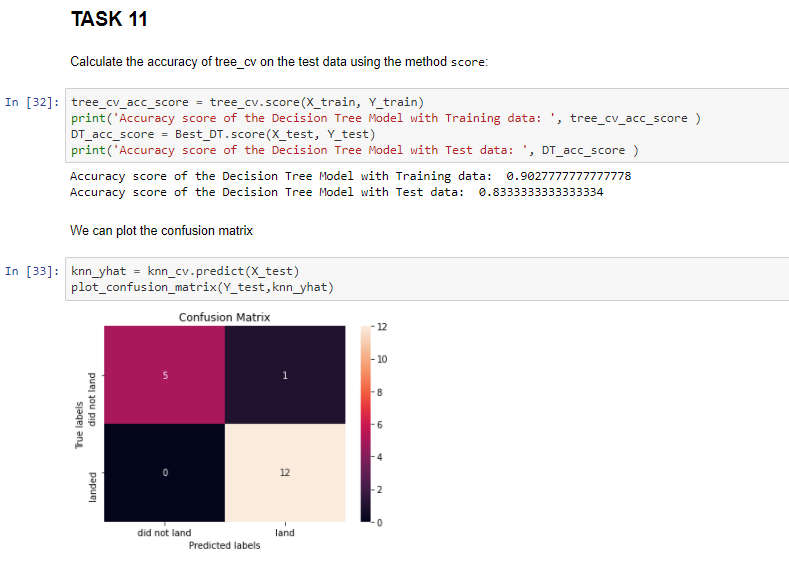 TASK 11
Calculate the accuracy of tree_cv on the test data using the method score:
In [32]: tree_cv_acc_score = tree_cv.score(X_train, Y_train)
print('Accuracy score of the Decision Tree Model with Training data: ', tree_cv_acc_score )
DT_acc_score = Best_DT.score(X_test, Y_test)
print('Accuracy score of the Decision Tree Model with Test data: ', DT_acc_score )
Accuracy score of the Decision Tree Model with Training data:  0.9027777777777778
Accuracy score of the Decision Tree Model with Test data:  0.8333333333333334
We can plot the confusion matrix
In [33]: knn_yhat = knn_cv.predict(X_test)
plot_confusion_matrix(Y_test,knn_yhat)
Confusion Matrix
True labels
did not land
landed
5
1
0
12
did not land
land
Predicted labels
12
10
8
6
4
2
0